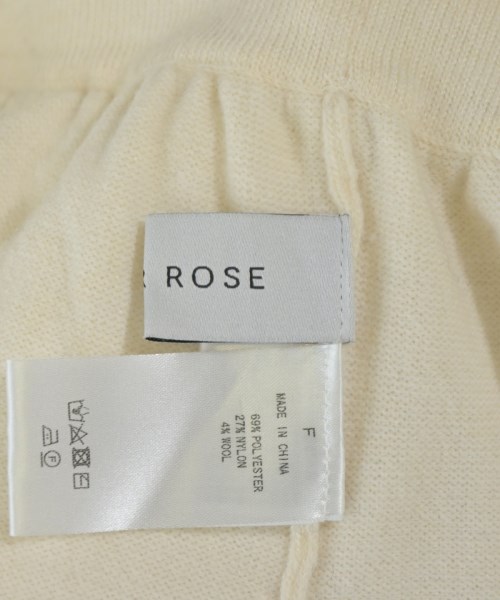 ROSE
F
MADE IN CHINA
69% POLYESTER
27% NYLON
4% WOOL